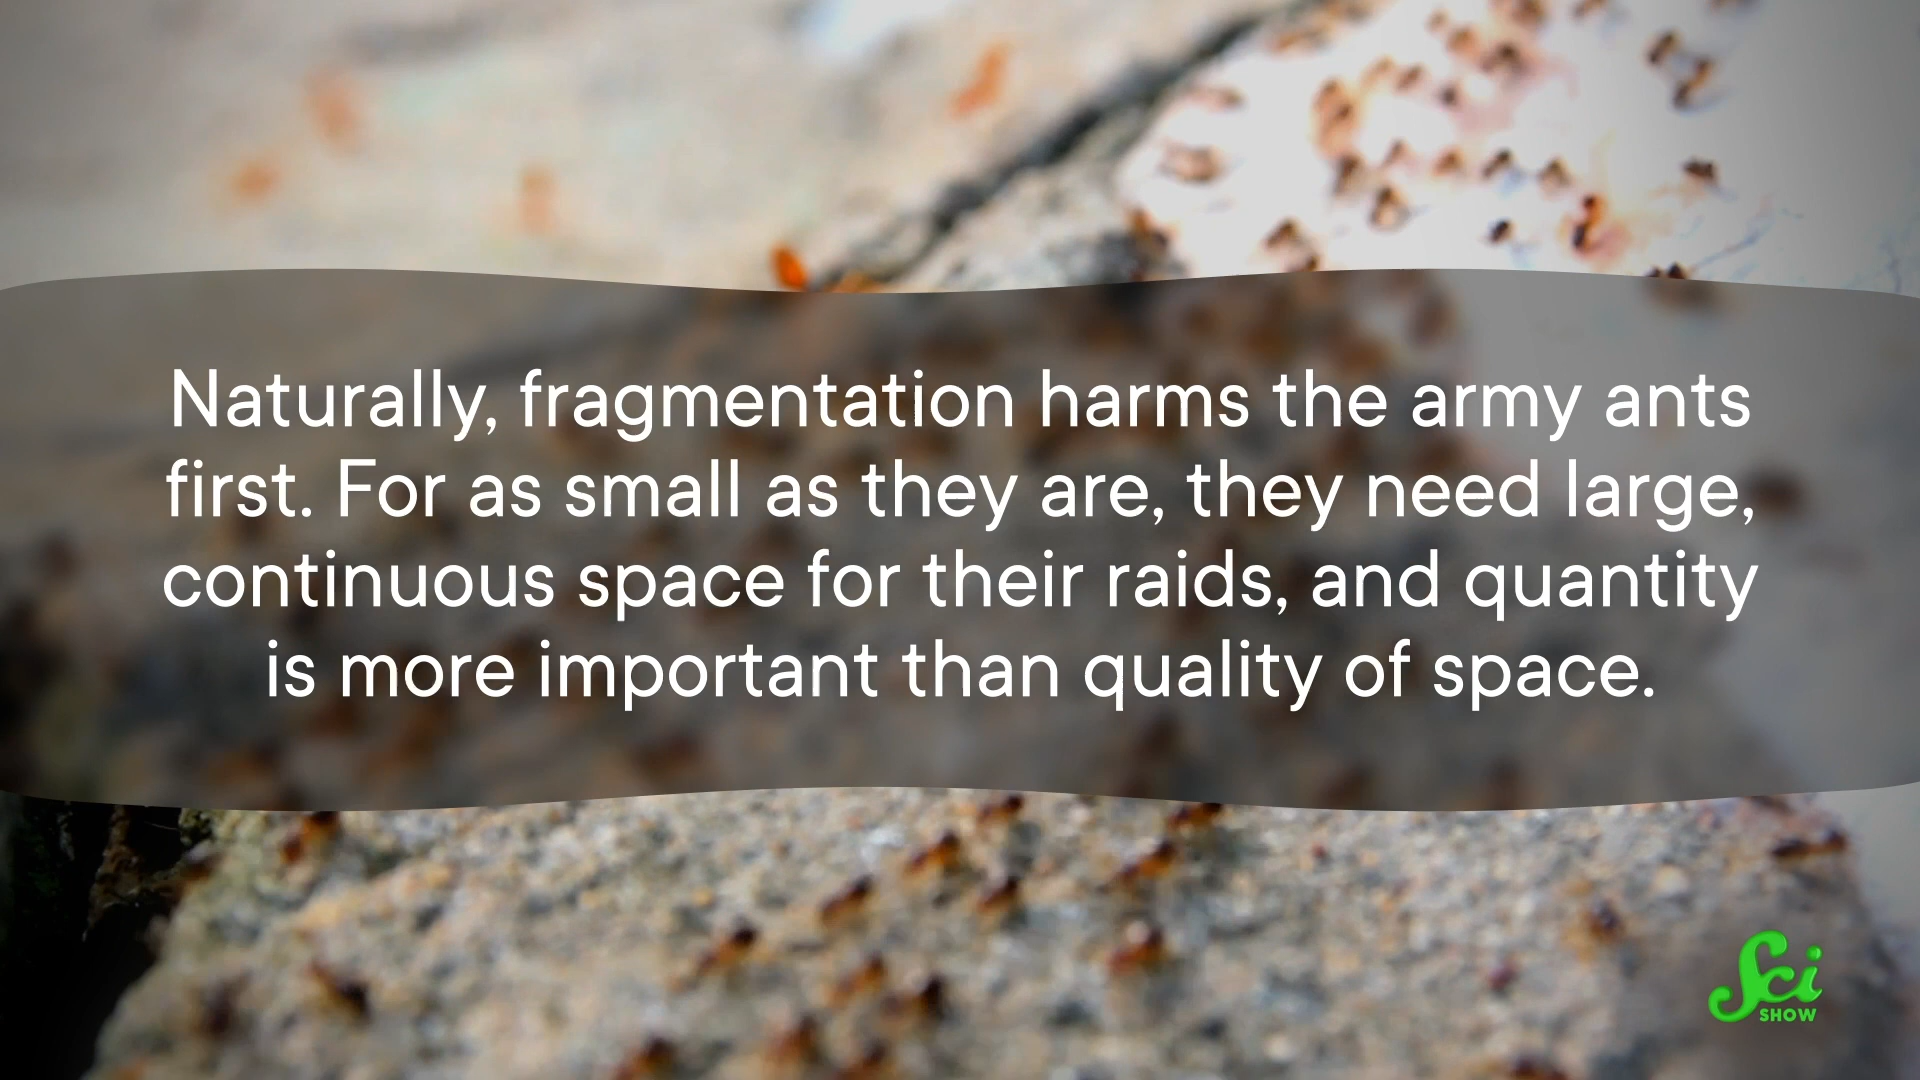 Naturally, fragmentation harms the army ants
first. For as small as they are, they need large,
continuous space for their raids, and quantity
is more important than quality of space.
Sci
SHOW